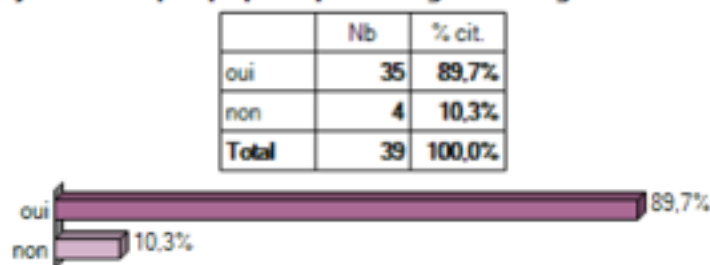 Nb % cit.
oui 35 89,7%
non 4 10,3%
Total 39 100,0%
oui 89,7%
non 10,3%